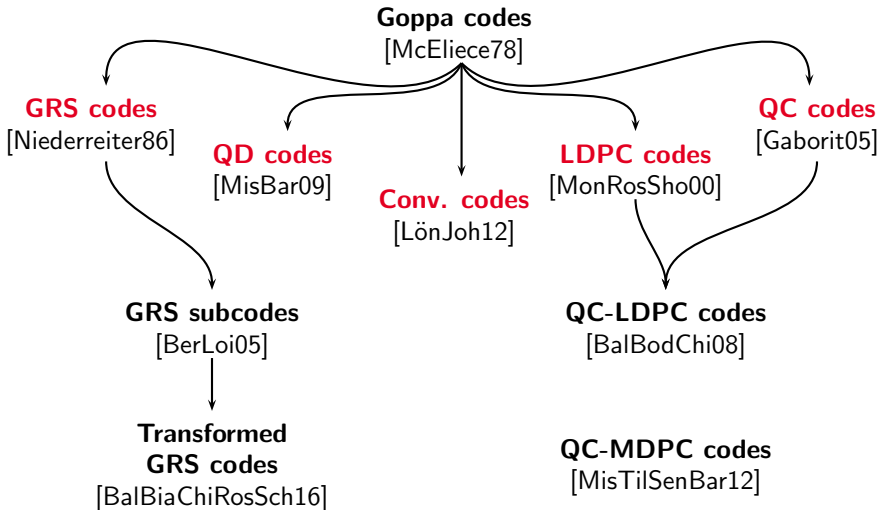 Goppa codes
[McEliece78]
GRS codes
[Niederreiter86]
QD codes
[MisBar09]
Conv. codes
[LönJoh12]
LDPC codes
[MonRosSho00]
QC codes
[Gaborit05]
GRS subcodes
[BerLoi05]
QC-LDPC codes
[BalBodChi08]
Transformed
GRS codes
[BalBiaChiRosSch16]
QC-MDPC codes
[MisTilSenBar12]